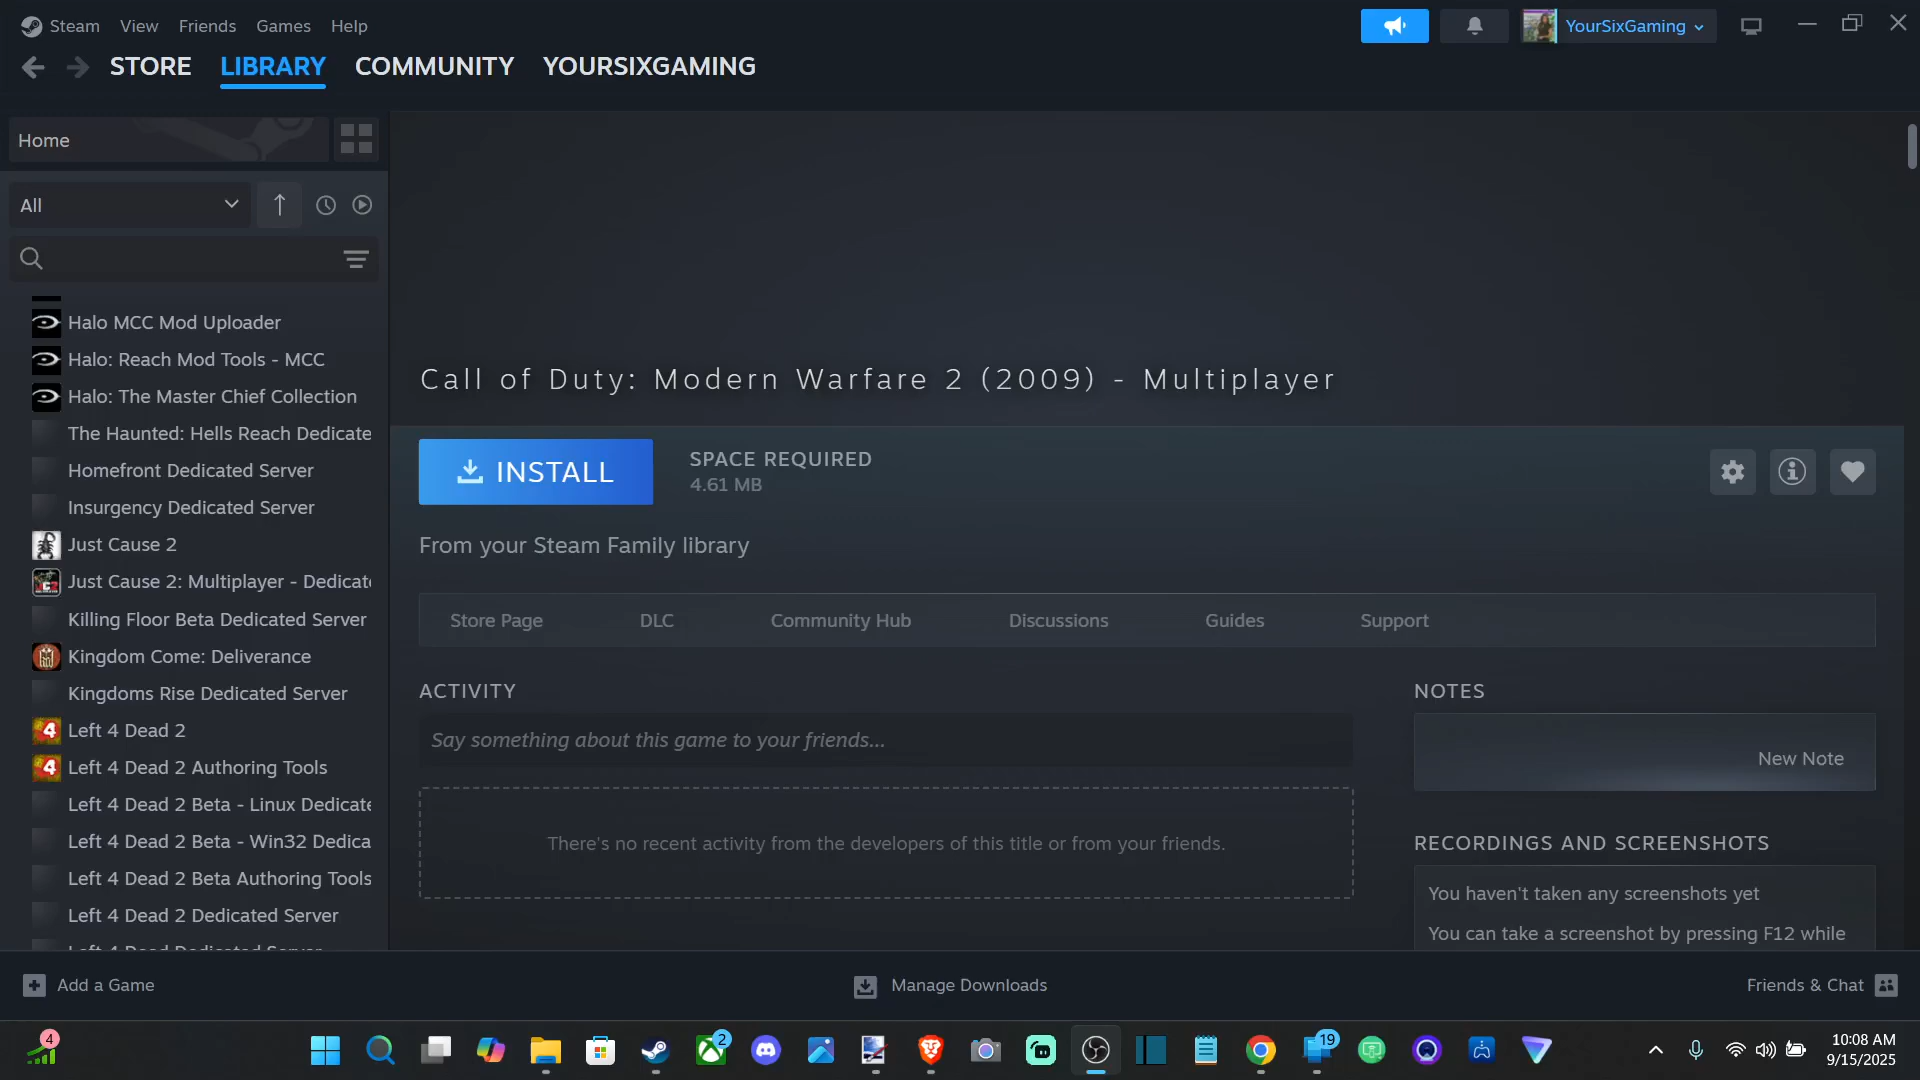 Steam View Friends Games Help
YourSixGaming
STORE LIBRARY COMMUNITY YOURSIXGAMING
Home
All
Halo MCC Mod Uploader
Halo: Reach Mod Tools - MCC
Halo: The Master Chief Collection
The Haunted: Hells Reach Dedicate
Homefront Dedicated Server
Insurgency Dedicated Server
Just Cause 2
Just Cause 2: Multiplayer - Dedicate
Killing Floor Beta Dedicated Server
Kingdom Come: Deliverance
Kingdoms Rise Dedicated Server
Left 4 Dead 2
Left 4 Dead 2 Authoring Tools
Left 4 Dead 2 Beta - Linux Dedicate
Left 4 Dead 2 Beta - Win32 Dedica
Left 4 Dead 2 Beta Authoring Tools
Left 4 Dead 2 Dedicated Server
Left 4 Dead Dedicated Server
Call of Duty: Modern Warfare 2 (2009) - Multiplayer
INSTALL
SPACE REQUIRED
4.61 MB
From your Steam Family library
Store Page DLC Community Hub Discussions Guides Support
ACTIVITY
Say something about this game to your friends...
There's no recent activity from the developers of this title or from your friends.
NOTES
New Note
RECORDINGS AND SCREENSHOTS
You haven't taken any screenshots yet
You can take a screenshot by pressing F12 while
Add a Game
Manage Downloads
Friends & Chat
4
2
19
10:08 AM
9/15/2025